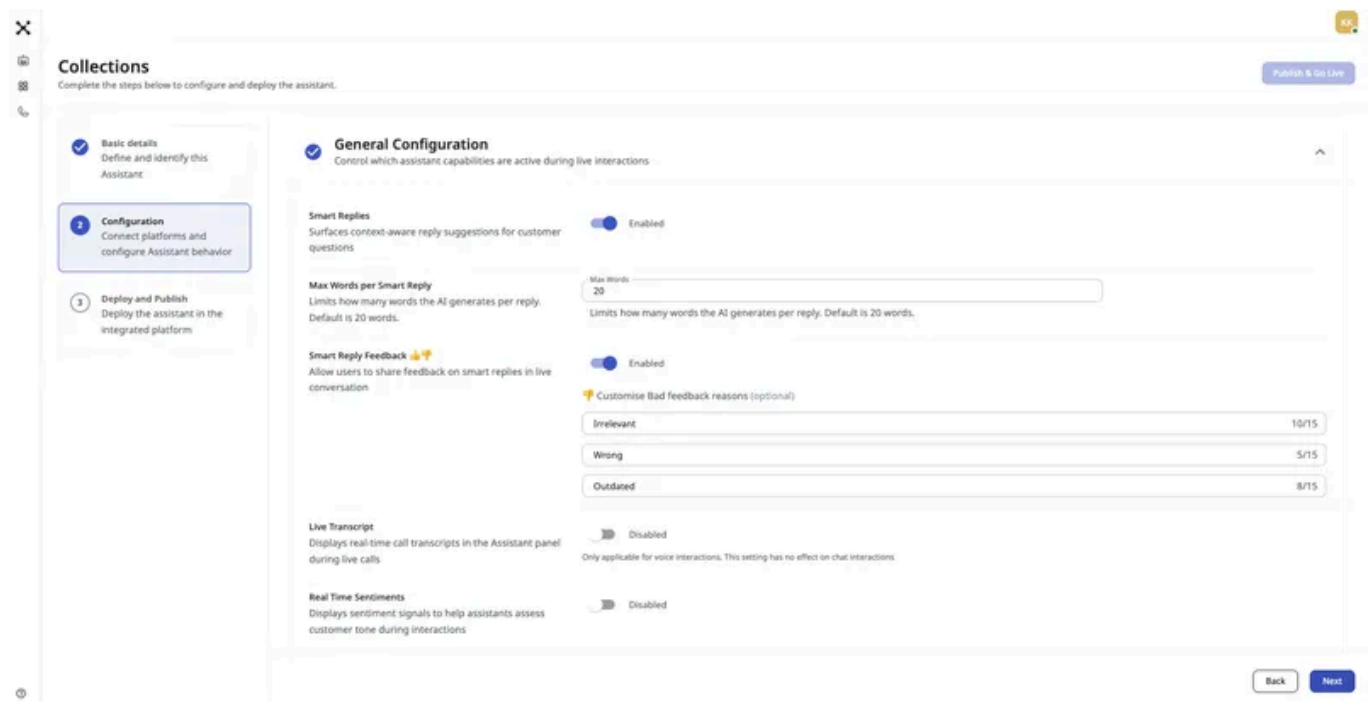 KK
Collections
Complete the steps below to configure and deploy the assistant.
Publish & Go Live
Basic details
Define and identify this
Assistant
2
Configuration
Connect platforms and
configure Assistant behavior
3
Deploy and Publish
Deploy the assistant in the
integrated platform
General Configuration
Control which assistant capabilities are active during live interactions
Smart Replies
Surfaces context-aware reply suggestions for customer
questions
Enabled
Max Words per Smart Reply
Limits how many words the AI generates per reply.
Default is 20 words.
Max Words
20
Limits how many words the AI generates per reply. Default is 20 words.
Smart Reply Feedback 👍👎
Allow users to share feedback on smart replies in live
conversation
Enabled
👎 Customise Bad feedback reasons (optional)
Irrelevant 10/15
Wrong 5/15
Outdated 8/15
Live Transcript
Displays real-time call transcripts in the Assistant panel
during live calls
Disabled
Only applicable for voice interactions. This setting has no effect on chat interactions
Real Time Sentiments
Displays sentiment signals to help assistants assess
customer tone during interactions
Disabled
Back
Next